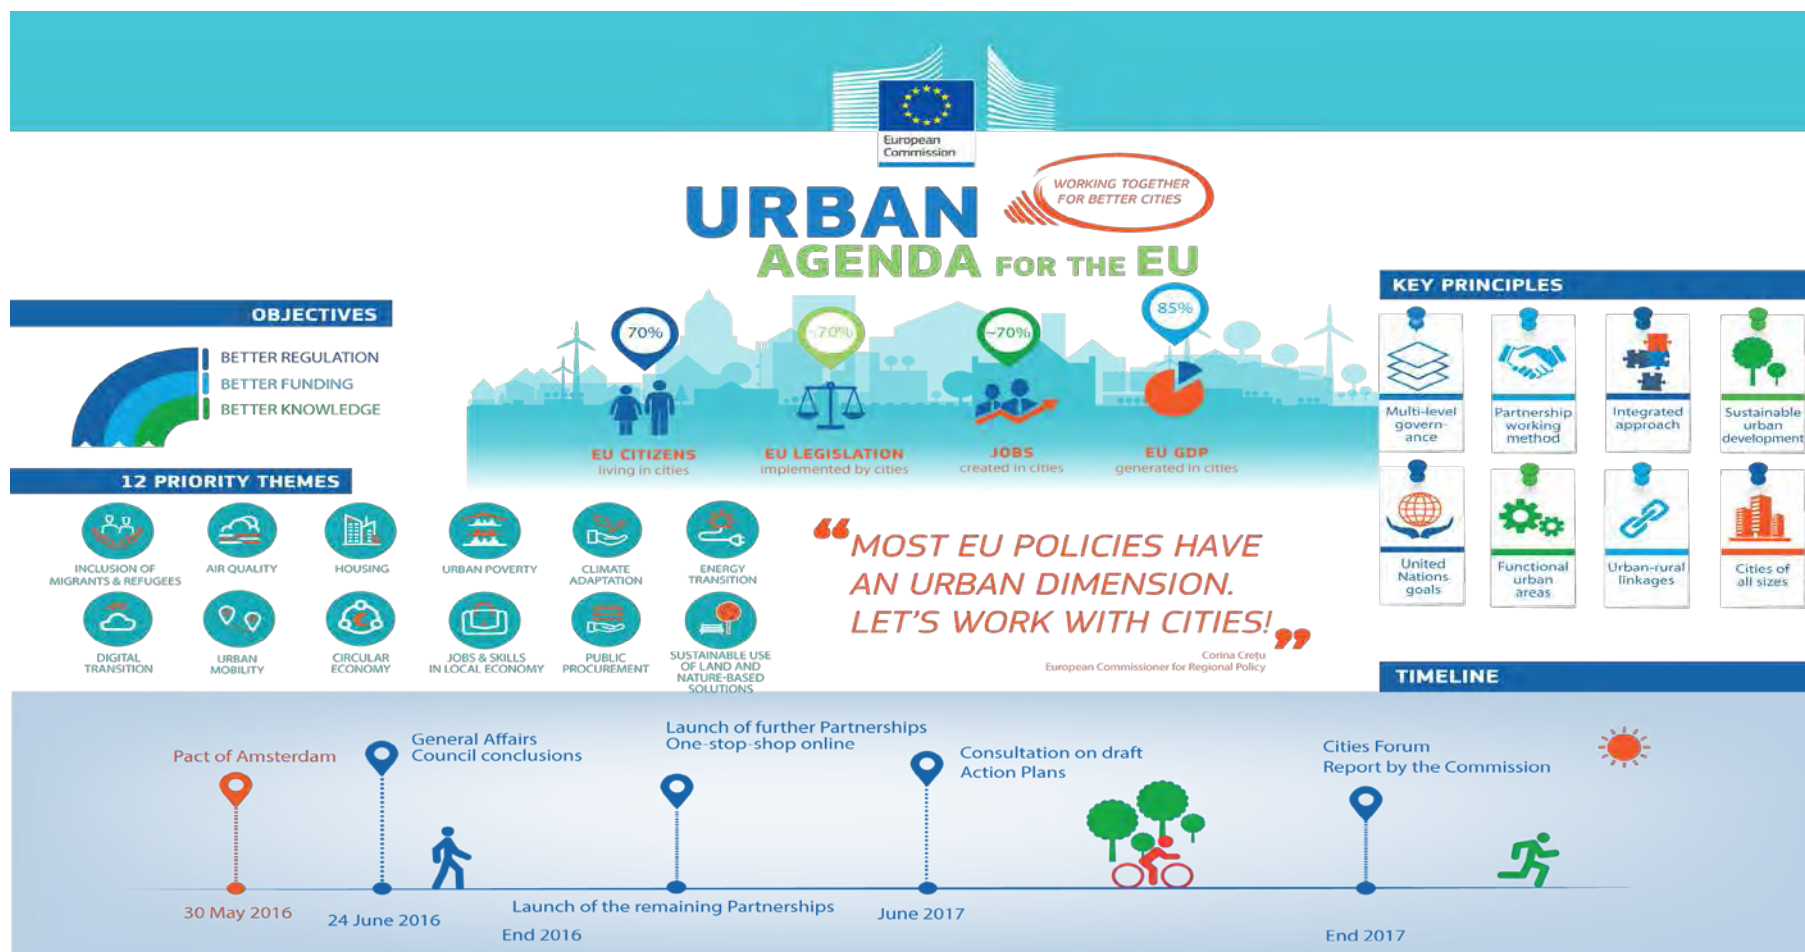 European
Commission
WORKING TOGETHER
FOR BETTER CITIES
URBAN
AGENDA FOR THE EU
OBJECTIVES
BETTER REGULATION
BETTER FUNDING
BETTER KNOWLEDGE
70%
~70%
~70%
85%
EU CITIZENS
living in cities
EU LEGISLATION
implemented by cities
JOBS
created in cities
EU GDP
generated in cities
KEY PRINCIPLES
Multi-level
govern-
ance
Partnership
working
method
Integrated
approach
Sustainable
urban
development
United
Nations
goals
Functional
urban
areas
Urban-rural
linkages
Cities of
all sizes
12 PRIORITY THEMES
INCLUSION OF
MIGRANTS & REFUGEES
AIR QUALITY
HOUSING
URBAN POVERTY
CLIMATE
ADAPTATION
ENERGY
TRANSITION
DIGITAL
TRANSITION
URBAN
MOBILITY
CIRCULAR
ECONOMY
JOBS & SKILLS
IN LOCAL ECONOMY
PUBLIC
PROCUREMENT
SUSTAINABLE USE
OF LAND AND
NATURE-BASED
SOLUTIONS
“MOST EU POLICIES HAVE
AN URBAN DIMENSION.
LET'S WORK WITH CITIES!”
Corina Crețu
European Commissioner for Regional Policy
TIMELINE
Pact of Amsterdam
30 May 2016
General Affairs
Council conclusions
24 June 2016
Launch of further Partnerships
One-stop-shop online
Launch of the remaining Partnerships
End 2016
Consultation on draft
Action Plans
June 2017
Cities Forum
Report by the Commission
End 2017